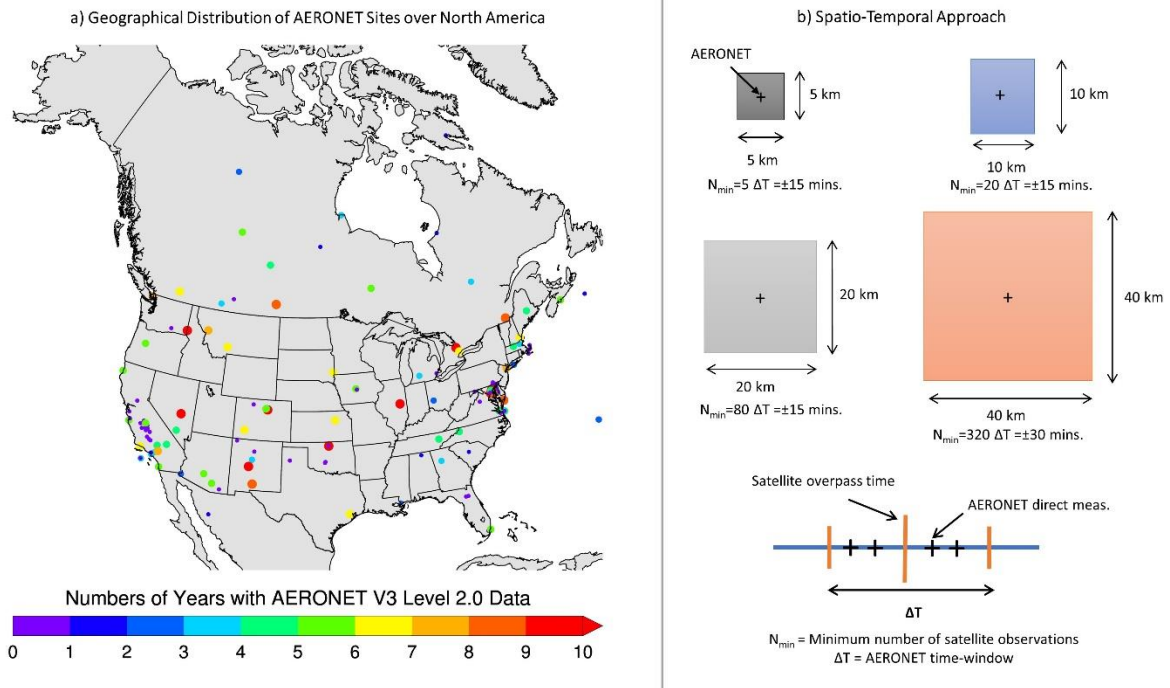 a) Geographical Distribution of AERONET Sites over North America
Numbers of Years with AERONET V3 Level 2.0 Data
0 1 2 3 4 5 6 7 8 9 10
b) Spatio-Temporal Approach
AERONET
5 km
5 km
Nmin=5 ΔT =±15 mins.
10 km
10 km
Nmin=20 ΔT =±15 mins.
20 km
20 km
Nmin=80 ΔT =±15 mins.
40 km
40 km
Nmin=320 ΔT =±30 mins.
Satellite overpass time
AERONET direct meas.
ΔT
Nmin = Minimum number of satellite observations
ΔT = AERONET time-window